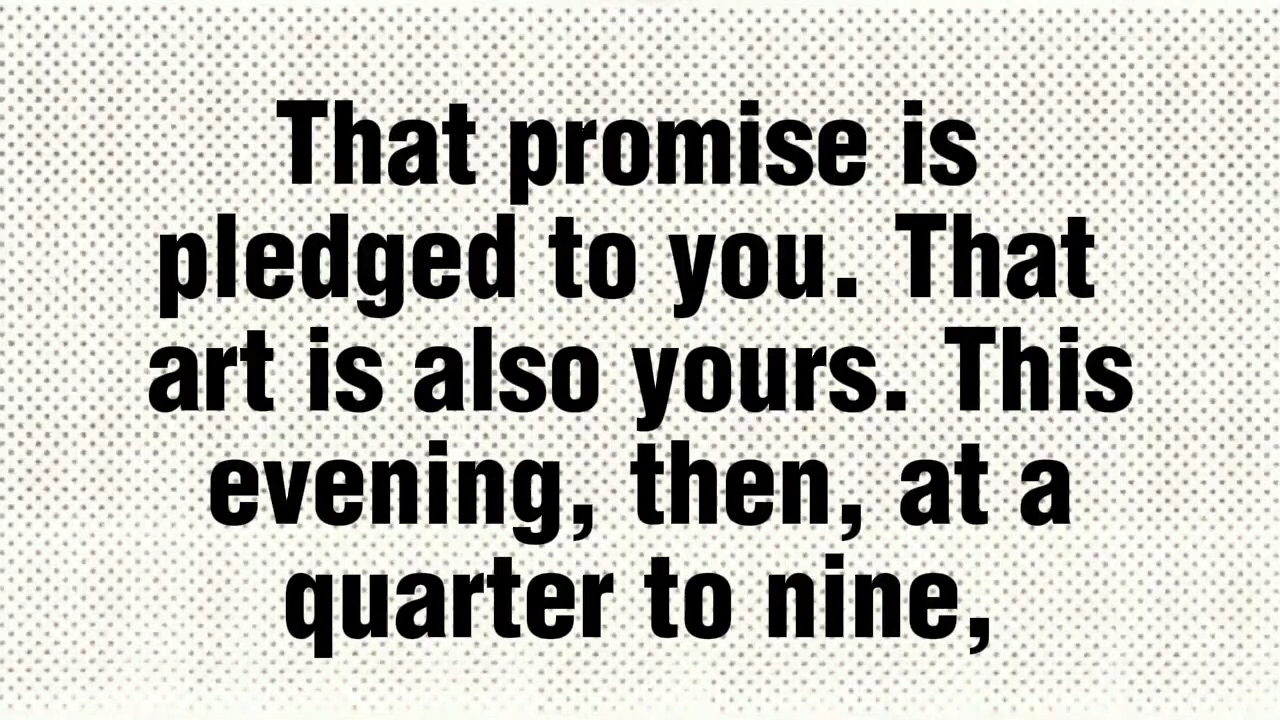 That promise is
pledged to you. That
art is also yours. This
evening, then, at a
quarter to nine,